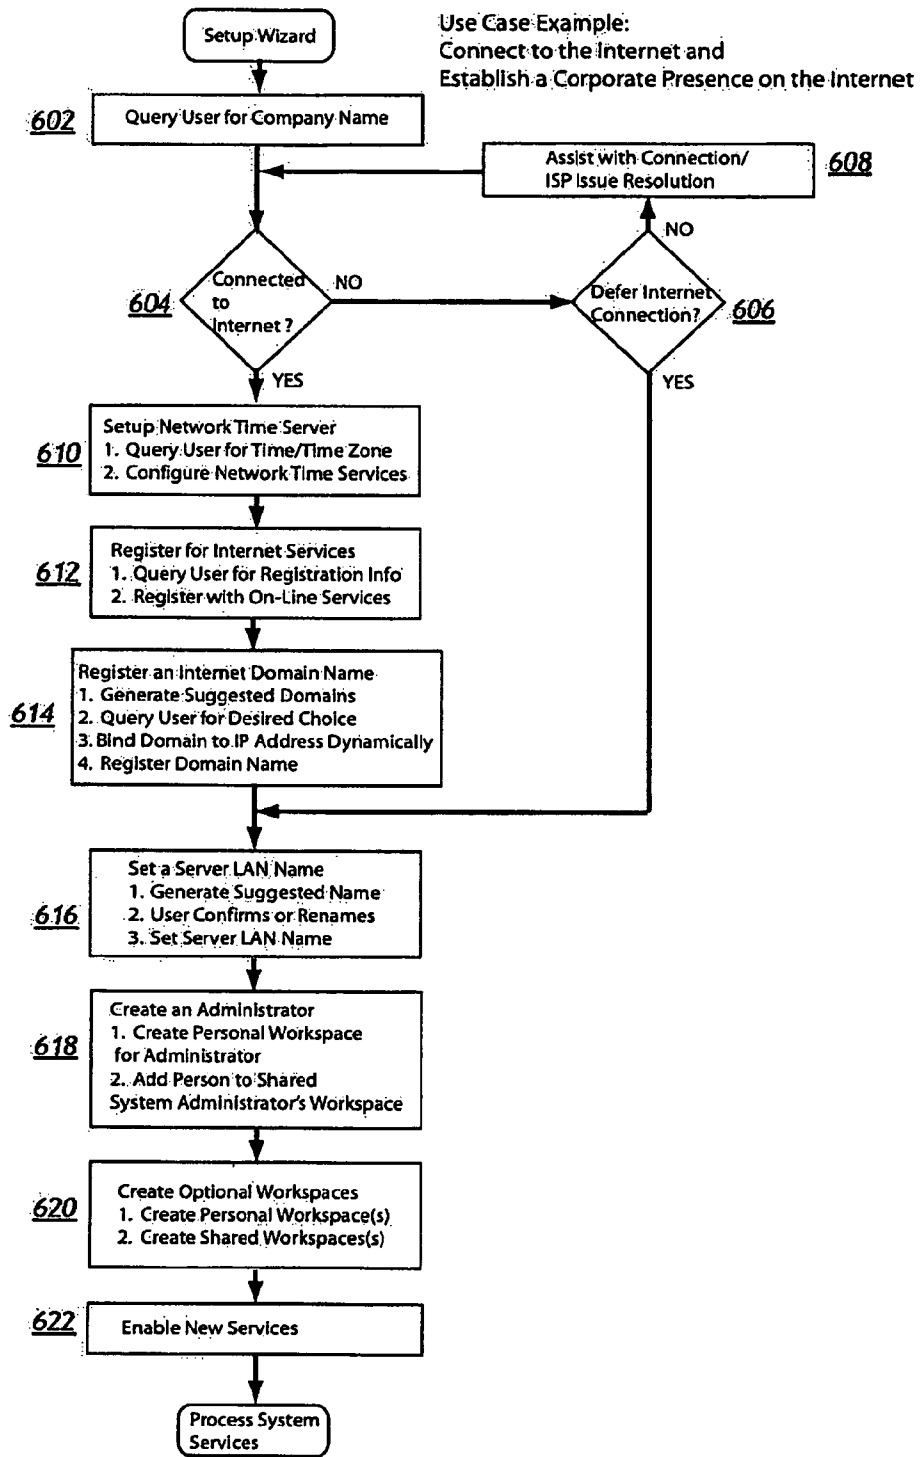 Setup Wizard
Use Case Example:
Connect to the Internet and
Establish a Corporate Presence on the Internet
602
Query User for Company Name
Assist with Connection/
ISP Issue Resolution
608
604
Connected
to
Internet ?
NO
Defer Internet
Connection?
606
NO
YES
YES
610
Setup Network Time Server
1. Query User for Time/Time Zone
2. Configure Network Time Services
612
Register for Internet Services
1. Query User for Registration Info
2. Register with On-Line Services
614
Register an Internet Domain Name
1. Generate Suggested Domains
2. Query User for Desired Choice
3. Bind Domain to IP Address Dynamically
4. Register Domain Name
616
Set a Server LAN Name
1. Generate Suggested Name
2. User Confirms or Renames
3. Set Server LAN Name
618
Create an Administrator
1. Create Personal Workspace
for Administrator
2. Add Person to Shared
System Administrator's Workspace
620
Create Optional Workspaces
1. Create Personal Workspace(s)
2. Create Shared Workspaces(s)
622
Enable New Services
Process System
Services